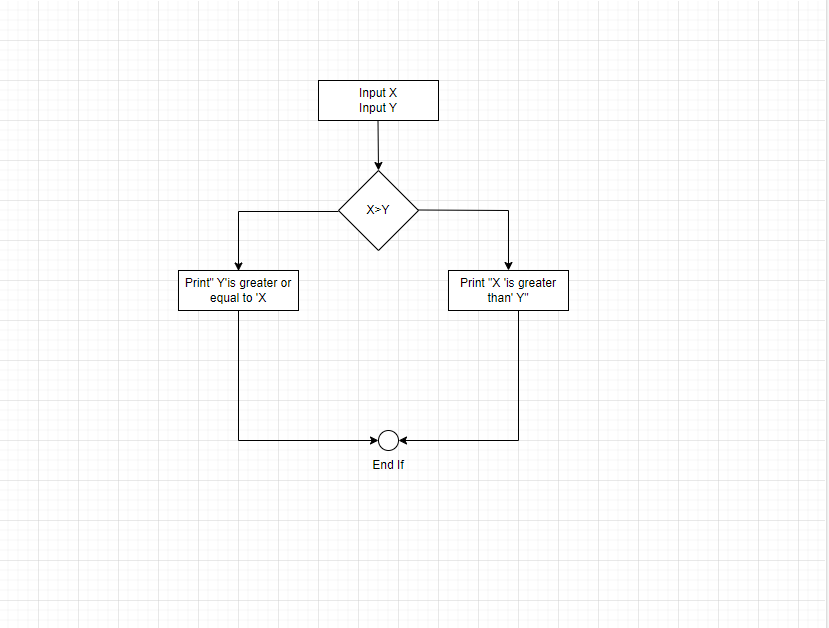 Input X
Input Y
X>Y
Print" Y'is greater or
equal to 'X
Print "X 'is greater
than' Y"
End If